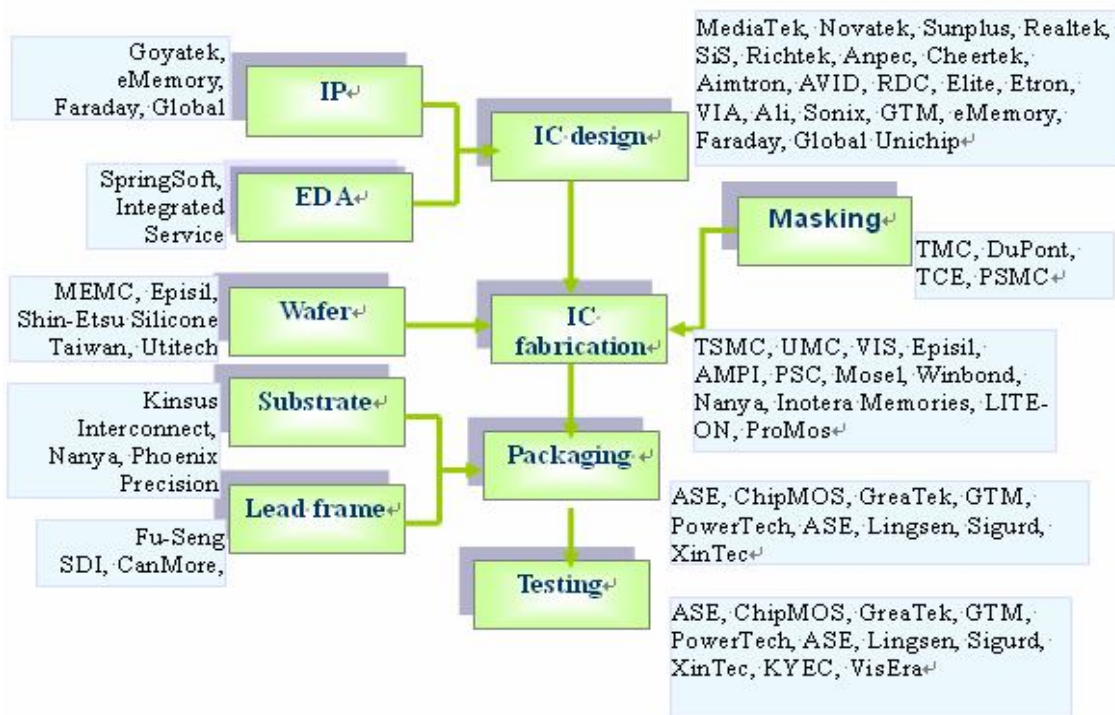 Goyatek,
eMemory,
Faraday, Global
IP
MediaTek, Novatek, Sunplus, Realtek,
SiS, Richtek, Anpec, Cheertek,
Aimtron, AVID, RDC, Elite, Etron,
VIA, Ali, Sonix, GTM, eMemory,
Faraday, Global Unichip↵
IC design↵
SpringSoft,
Integrated
Service
EDA↵
Masking↵
TMC, DuPont,
TCE, PSMC↵
MEMC, Episil,
Shin-Etsu Silicone
Taiwan, Utitech
Wafer↵
IC
fabrication↵
TSMC, UMC, VIS, Episil,
AMPI, PSC, Mosel, Winbond,
Nanya, Inotera Memories, LITE-
ON, ProMos↵
Kinsus
Interconnect,
Nanya, Phoenix
Precision
Substrate↵
Lead frame↵
Packaging↵
ASE, ChipMOS, GreaTek, GTM,
PowerTech, ASE, Lingsen, Sigurd,
XinTec↵
Fu-Seng
SDI, CanMore,
Testing↵
ASE, ChipMOS, GreaTek, GTM,
PowerTech, ASE, Lingsen, Sigurd,
XinTec, KYEC, VisEra↵